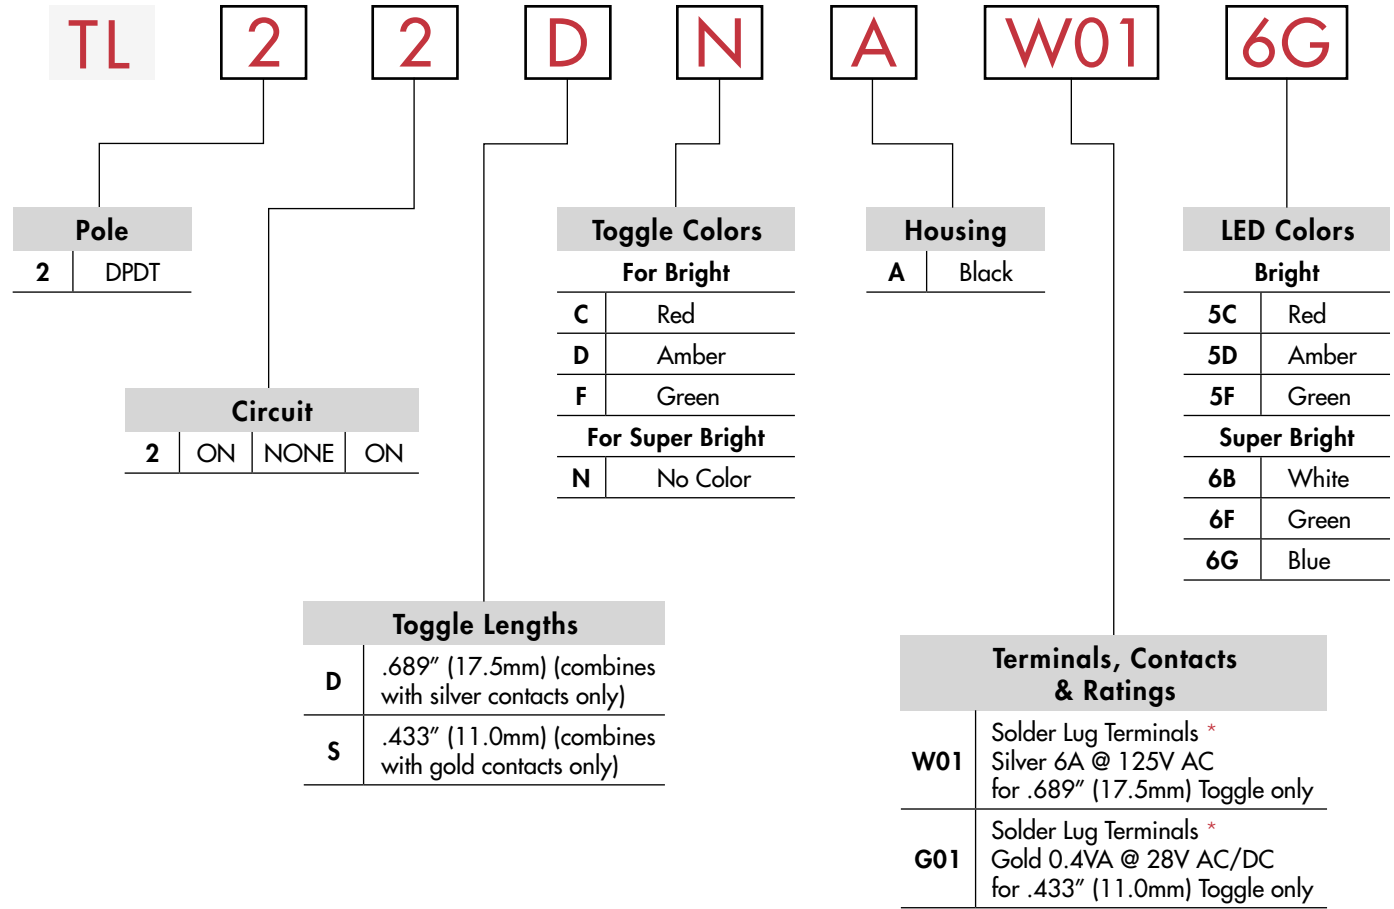 TL 2 2 D N A W01 6G
Pole
2 DPDT
Circuit
2 ON NONE ON
Toggle Lengths
D .689" (17.5mm) (combines
with silver contacts only)
S .433" (11.0mm) (combines
with gold contacts only)
Toggle Colors
For Bright
C Red
D Amber
F Green
For Super Bright
N No Color
Housing
A Black
Terminals, Contacts
& Ratings
W01 Solder Lug Terminals *
Silver 6A @ 125V AC
for .689" (17.5mm) Toggle only
G01 Solder Lug Terminals *
Gold 0.4VA @ 28V AC/DC
for .433" (11.0mm) Toggle only
LED Colors
Bright
5C Red
5D Amber
5F Green
Super Bright
6B White
6F Green
6G Blue